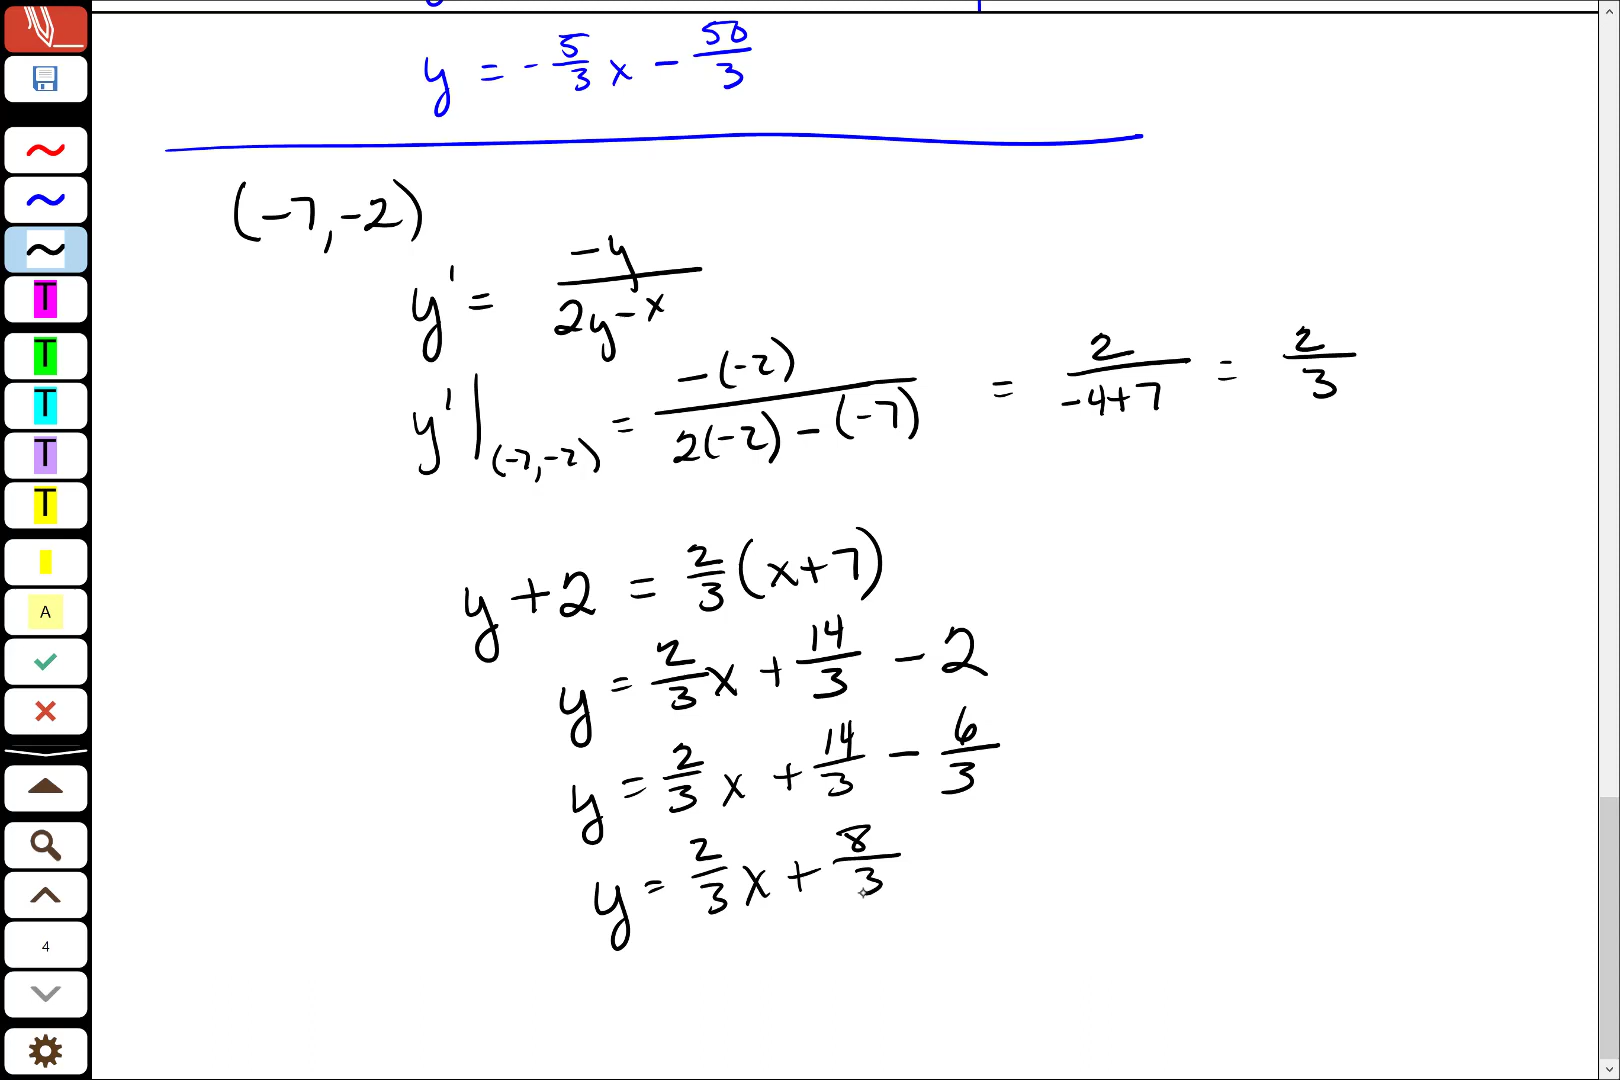 y = -5/3 x - 50/3
(-7,-2)
y' = -y/(2y-x)
y'|(-7,-2) = -(-2)/(2(-2)-(-7)) = 2/(-4+7) = 2/3
y+2 = 2/3(x+7)
y = 2/3 x + 14/3 - 2
y = 2/3 x + 14/3 - 6/3
y = 2/3 x + 8/3
T
T
T
T
T
A
4